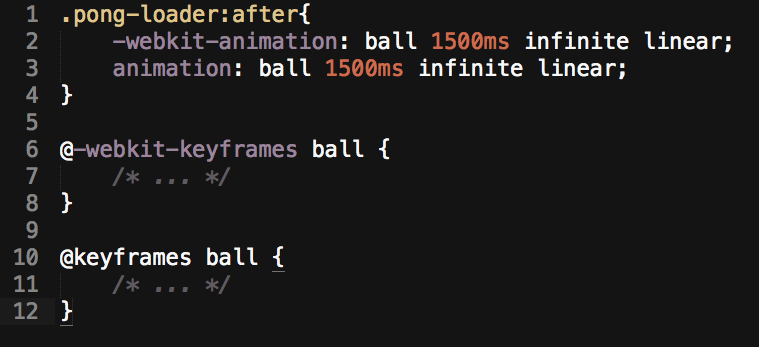 1 .pong-loader:after{
2     -webkit-animation: ball 1500ms infinite linear;
3     animation: ball 1500ms infinite linear;
4 }
5
6 @-webkit-keyframes ball {
7     /* ... */
8 }
9
10 @keyframes ball {
11     /* ... */
12 }